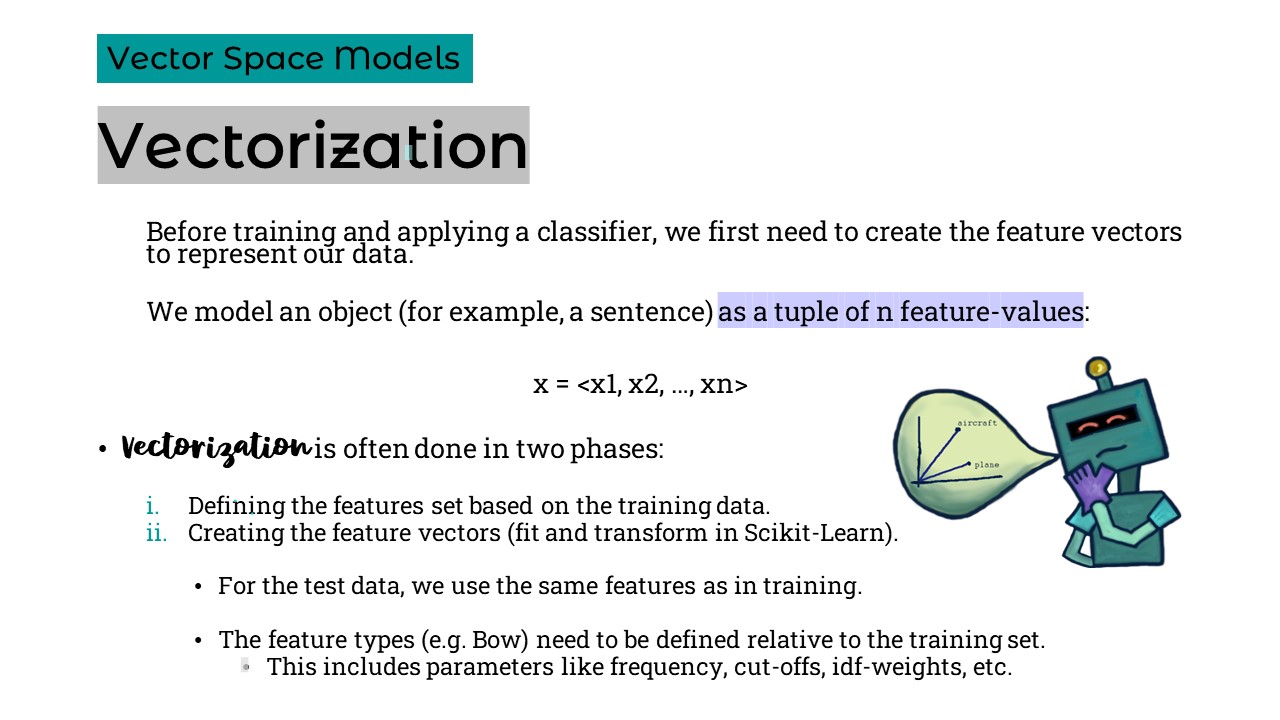 Vector Space Models
Vectorization
Before training and applying a classifier, we first need to create the feature vectors
to represent our data.
We model an object (for example, a sentence) as a tuple of n feature-values:
x = <x1, x2, ..., xn>
aircraft
plane
• Vectorization is often done in two phases:
i. Defining the features set based on the training data.
ii. Creating the feature vectors (fit and transform in Scikit-Learn).
• For the test data, we use the same features as in training.
• The feature types (e.g. Bow) need to be defined relative to the training set.
• This includes parameters like frequency, cut-offs, idf-weights, etc.